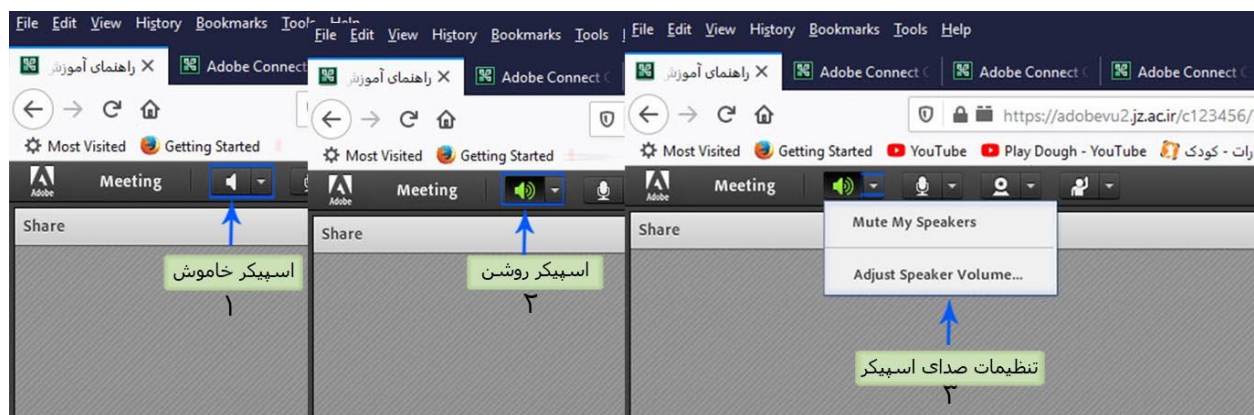 File Edit View History Bookmarks Tools Help
راهنمای آموزش
Adobe Connect
Most Visited Getting Started
Adobe
Meeting
Share
اسپیکر خاموش
۱
File Edit View History Bookmarks Tools
راهنمای آموزش
Adobe Connect
Most Visited Getting Started
Adobe
Meeting
Share
اسپیکر روشن
۲
File Edit View History Bookmarks Tools Help
راهنمای آموزش
Adobe Connect
Adobe Connect
Adobe Connect
https://adobevu2.jz.ac.ir/c123456/
Most Visited Getting Started YouTube Play Dough - YouTube رات - کودک
Adobe
Meeting
Share
Mute My Speakers
Adjust Speaker Volume...
تنظیمات صدای اسپیکر
۳